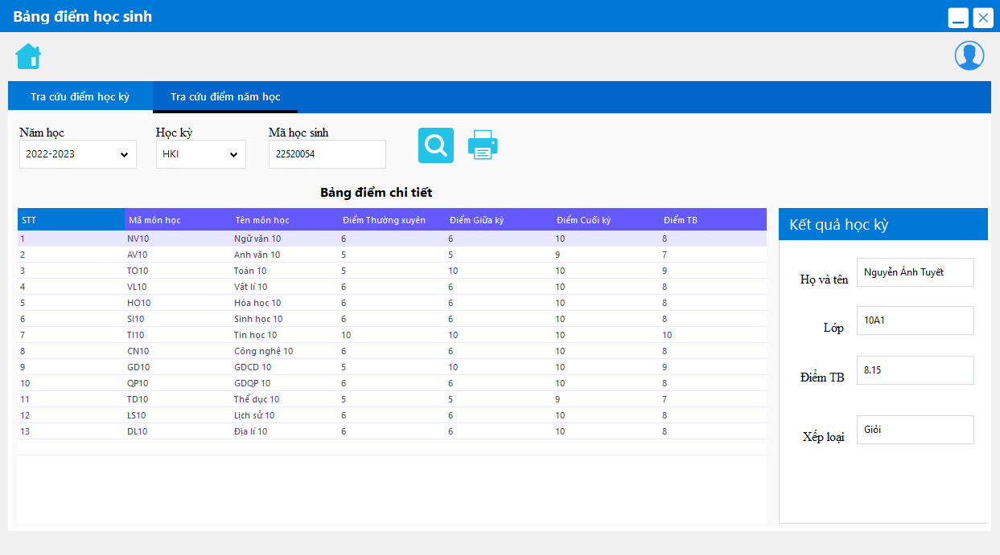 Bảng điểm học sinh
Tra cứu điểm học kỳ Tra cứu điểm năm học
Năm học Học kỳ Mã học sinh
2022-2023 HKI 22520054
Bảng điểm chi tiết
STT Mã môn học Tên môn học Điểm Thường xuyên Điểm Giữa kỳ Điểm Cuối kỳ Điểm TB
1 NV10 Ngữ văn 10 6 6 10 8
2 AV10 Anh văn 10 5 5 9 7
3 TO10 Toán 10 5 10 10 9
4 VL10 Vật lí 10 6 6 10 8
5 HO10 Hóa học 10 6 6 10 8
6 SI10 Sinh học 10 6 6 10 8
7 TI10 Tin học 10 10 10 10 10
8 CN10 Công nghệ 10 6 6 10 8
9 GD10 GDCD 10 5 10 10 9
10 QP10 GDQP 10 6 6 10 8
11 TD10 Thể dục 10 5 5 9 7
12 LS10 Lịch sử 10 6 6 10 8
13 DL10 Địa lí 10 6 6 10 8
Kết quả học kỳ
Họ và tên Nguyễn Ánh Tuyết
Lớp 10A1
Điểm TB 8.15
Xếp loại Giỏi